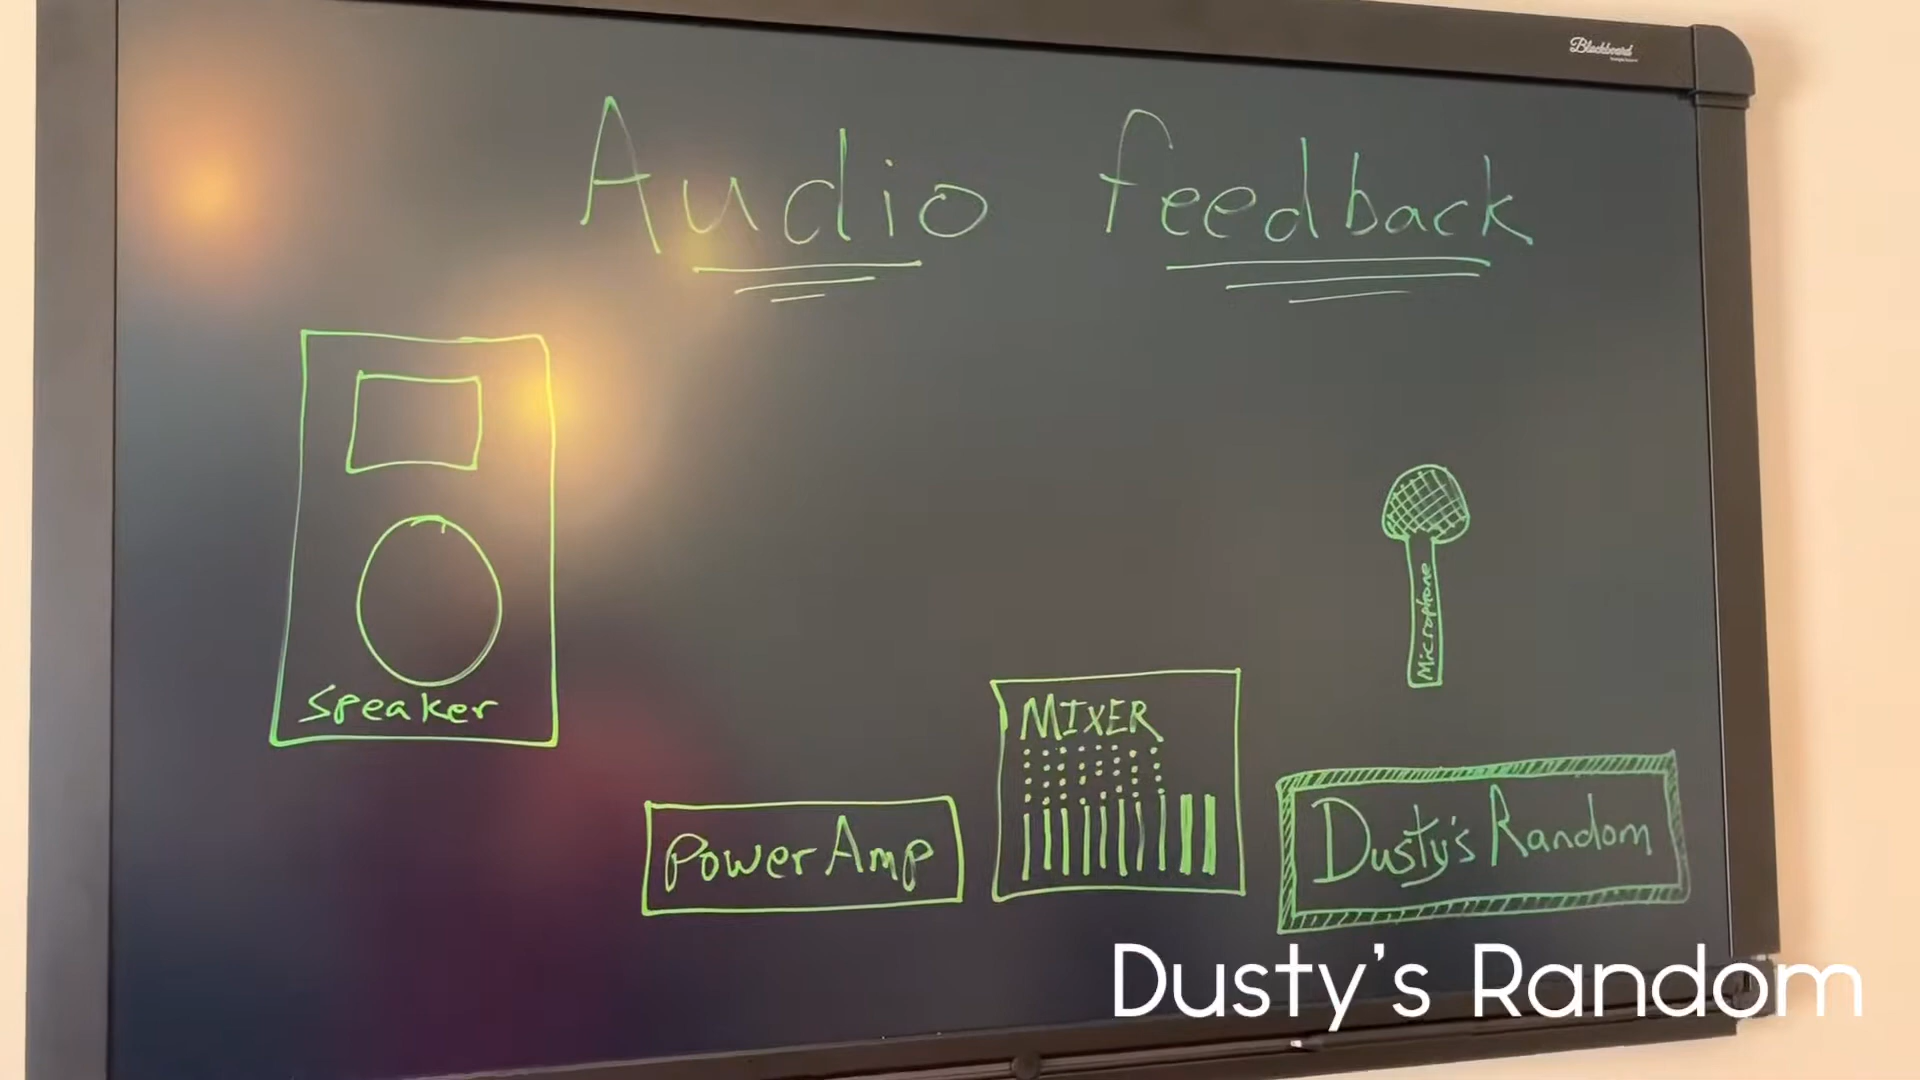 Blackboard
Audio feedback
Speaker
Power Amp
MIXER
Microphone
Dusty's Random
Dusty's Random